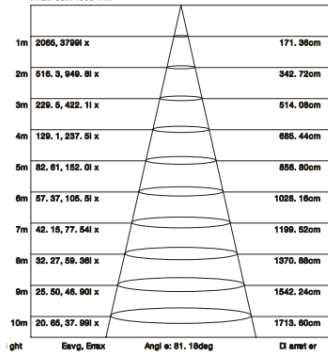 1m 2065, 3799l x 171. 36cm
2m 516. 3, 949. 8l x 342. 72cm
3m 229. 5, 422. 1l x 514. 08cm
4m 129. 1, 237. 5l x 685. 44cm
5m 82. 61, 152. 0l x 856. 80cm
6m 57. 37, 105. 5l x 1028. 16cm
7m 42. 15, 77. 54l x 1199. 52cm
8m 32. 27, 59. 36l x 1370. 88cm
9m 25. 50, 46. 90l x 1542. 24cm
10m 20. 65, 37. 99l x 1713. 60cm
ght Eavg, Emax Angl e: 81. 18deg Di amet er